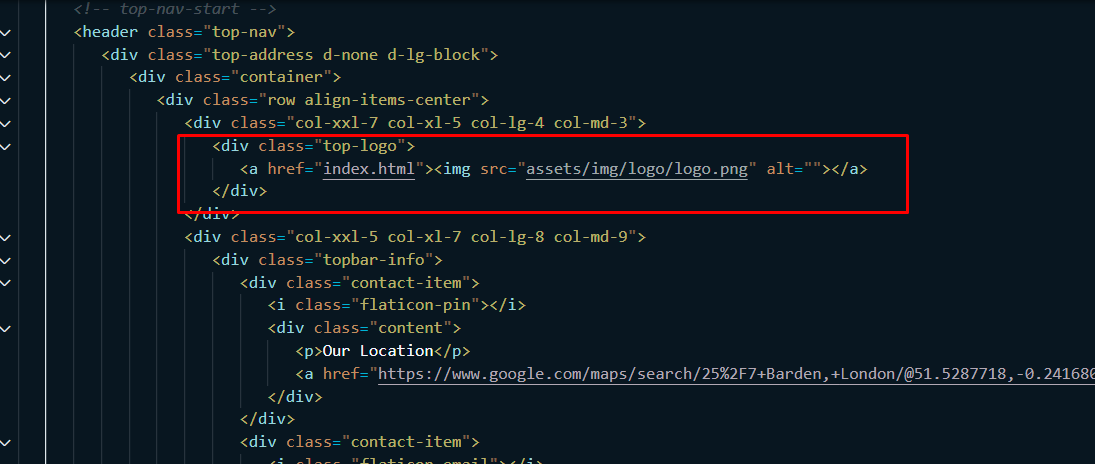 <!-- top-nav-start -->
<header class="top-nav">
<div class="top-address d-none d-lg-block">
<div class="container">
<div class="row align-items-center">
<div class="col-xxl-7 col-xl-5 col-lg-4 col-md-3">
<div class="top-logo">
<a href="index.html"><img src="assets/img/logo/logo.png" alt=""></a>
</div>
</div>
<div class="col-xxl-5 col-xl-7 col-lg-8 col-md-9">
<div class="topbar-info">
<div class="contact-item">
<i class="flaticon-pin"></i>
<div class="content">
<p>Our Location</p>
<a href="https://www.google.com/maps/search/25%2F7+Barden,+London/@51.5287718,-0.241680
</div>
</div>
<div class="contact-item">
<i class="flaticon-email"></i>